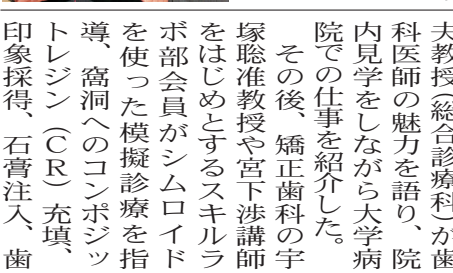 夫教授(総合診療科)が歯
科医師の魅力を語り、院
内見学をしながら大学病
院での仕事を紹介した。
　その後、矯正歯科の宇
塚聡准教授や宮下渉講師
をはじめとするスキルラ
ボ部会員がシムロイド
を使った模擬診療を指
導、窩洞へのコンポジッ
トレジン(CR)充填、
印象採得、石膏注入、歯